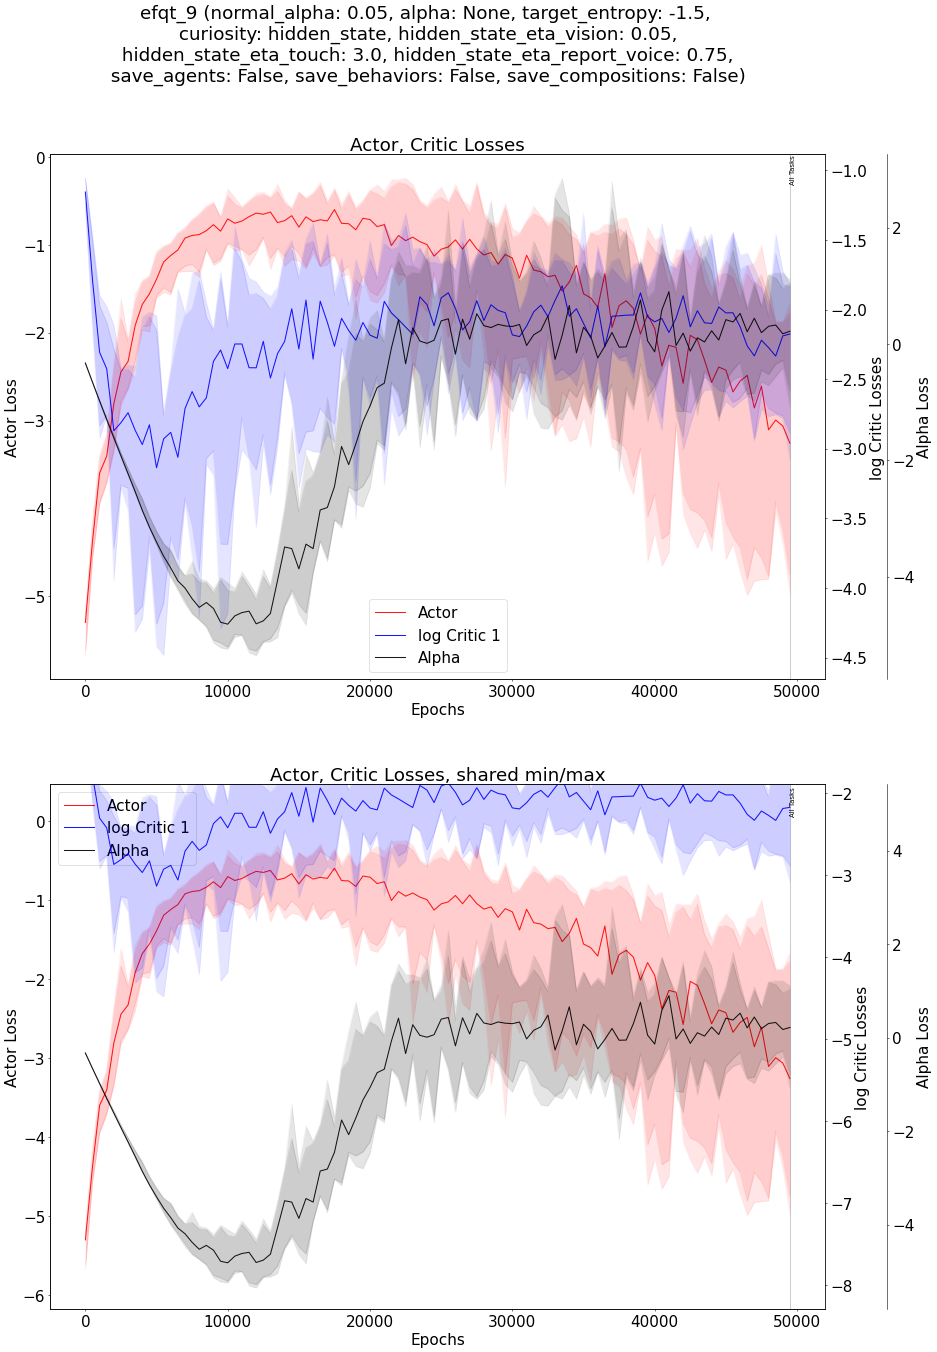 efqt_9 (normal_alpha: 0.05, alpha: None, target_entropy: -1.5,
curiosity: hidden_state, hidden_state_eta_vision: 0.05,
hidden_state_eta_touch: 3.0, hidden_state_eta_report_voice: 0.75,
save_agents: False, save_behaviors: False, save_compositions: False)
Actor, Critic Losses
Actor Loss
0
−1
−2
−3
−4
−5
0
10000
20000
30000
40000
50000
Epochs
−1.0
−1.5
−2.0
−2.5
−3.0
−3.5
−4.0
−4.5
log Critic Losses
2
0
−2
−4
Alpha Loss
All Tasks
Actor
log Critic 1
Alpha
Actor, Critic Losses, shared min/max
Actor Loss
0
−1
−2
−3
−4
−5
−6
0
10000
20000
30000
40000
50000
Epochs
−2
−3
−4
−5
−6
−7
−8
log Critic Losses
4
2
0
−2
−4
Alpha Loss
All Tasks
Actor
log Critic 1
Alpha